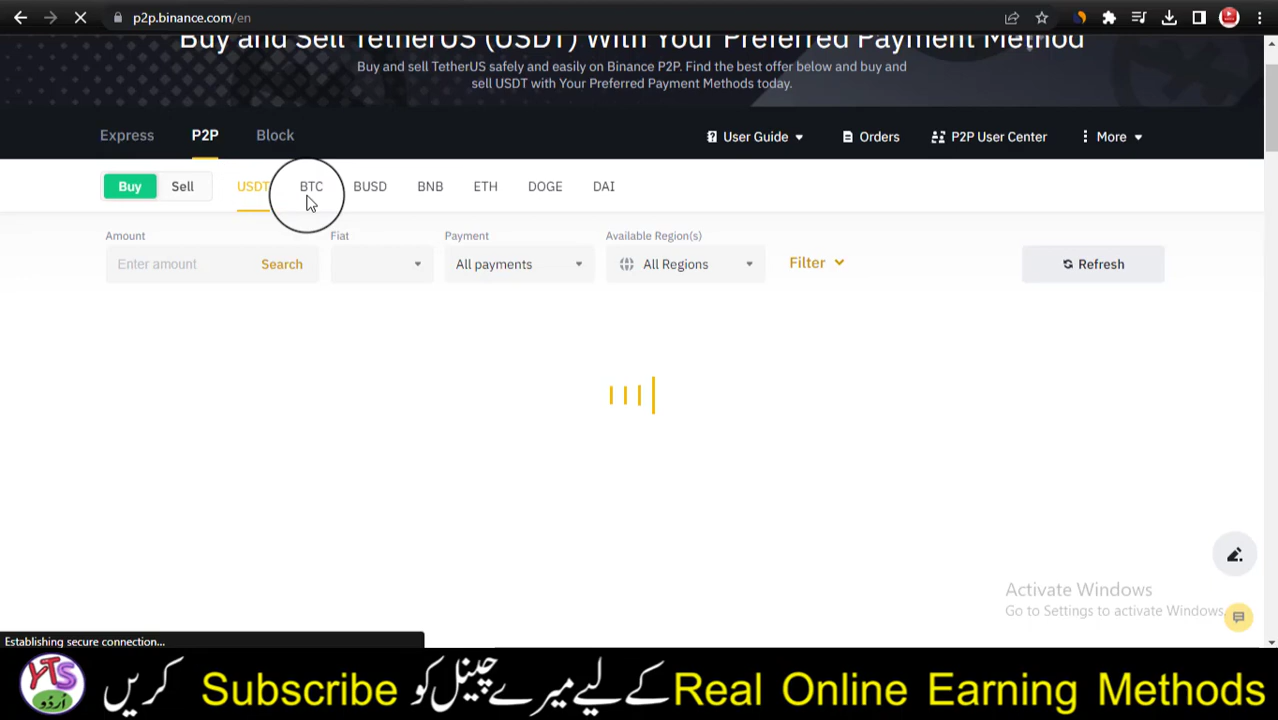 p2p.binance.com/en
Buy and Sell TetherUS (USDT) With Your Preferred Payment Method
Buy and sell TetherUS safely and easily on Binance P2P. Find the best offer below and buy and
sell USDT with Your Preferred Payment Methods today.
Express P2P Block User Guide Orders P2P User Center More
Buy Sell USDT BTC BUSD BNB ETH DOGE DAI
Amount Fiat Payment Available Region(s)
Enter amount Search All payments All Regions Filter Refresh
Activate Windows
Go to Settings to activate Windows.
Establishing secure connection...
YTS اُردُو
Real Online Earning Methods کے لیے میرے چینل کو Subscribe کریں